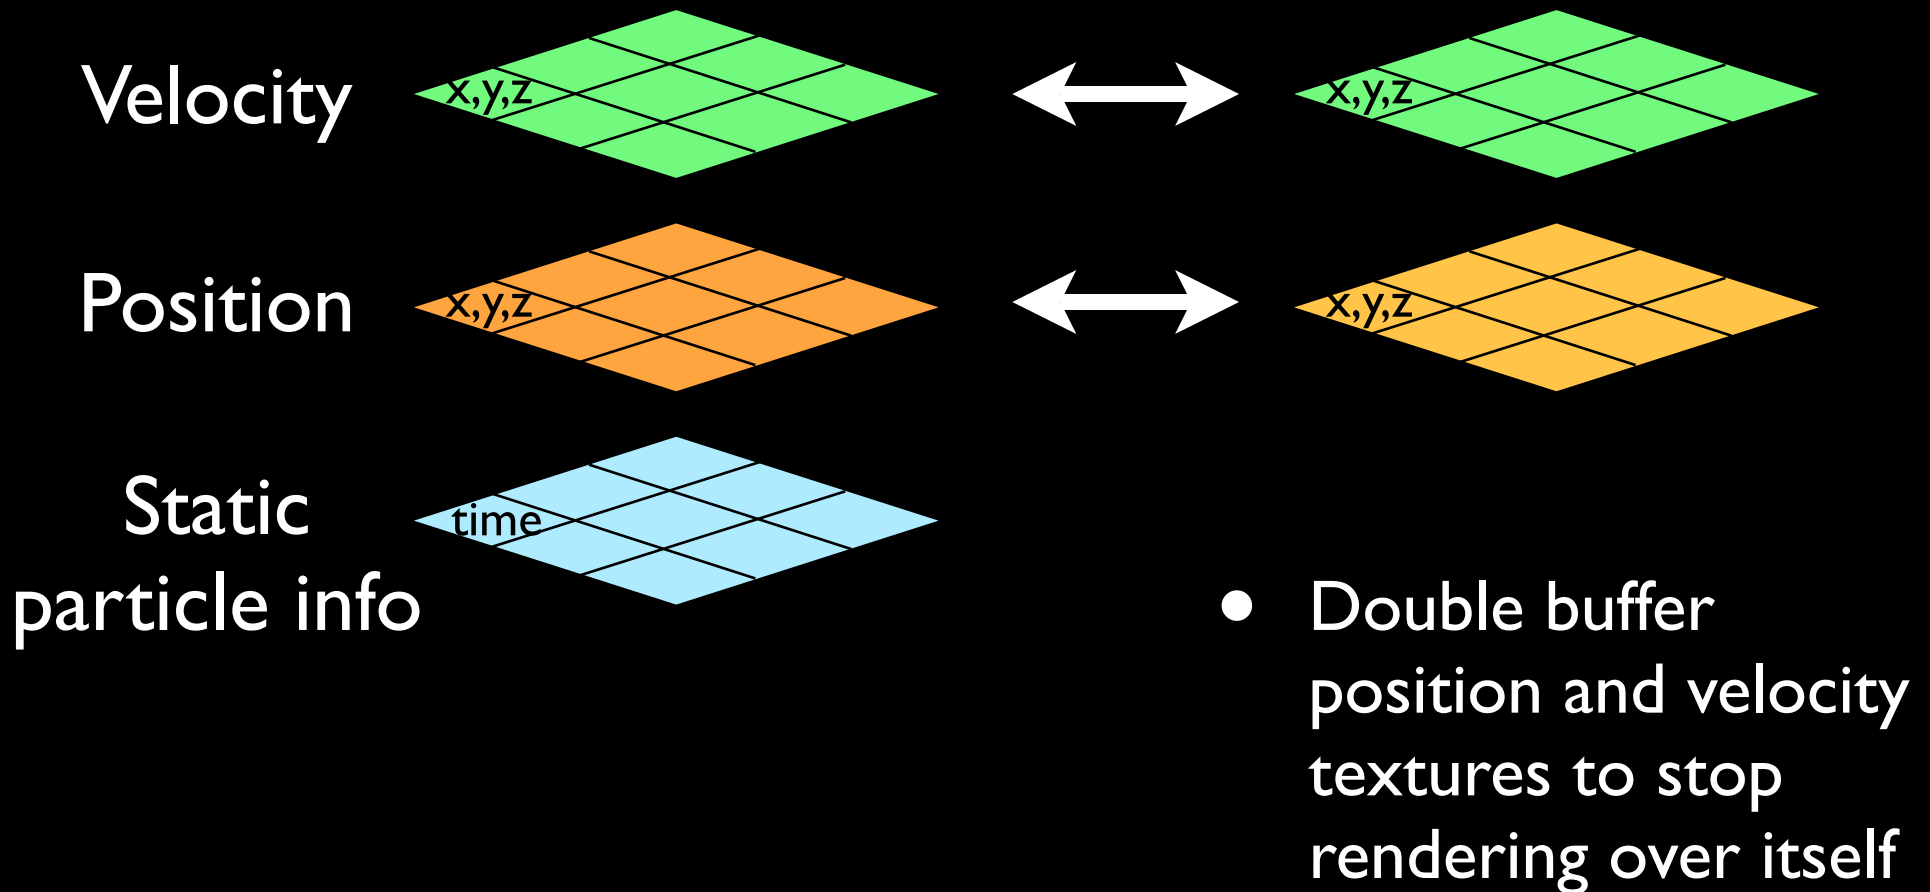 Velocity
x,y,z
x,y,z
Position
x,y,z
x,y,z
Static
particle info
time
● Double buffer
position and velocity
textures to stop
rendering over itself